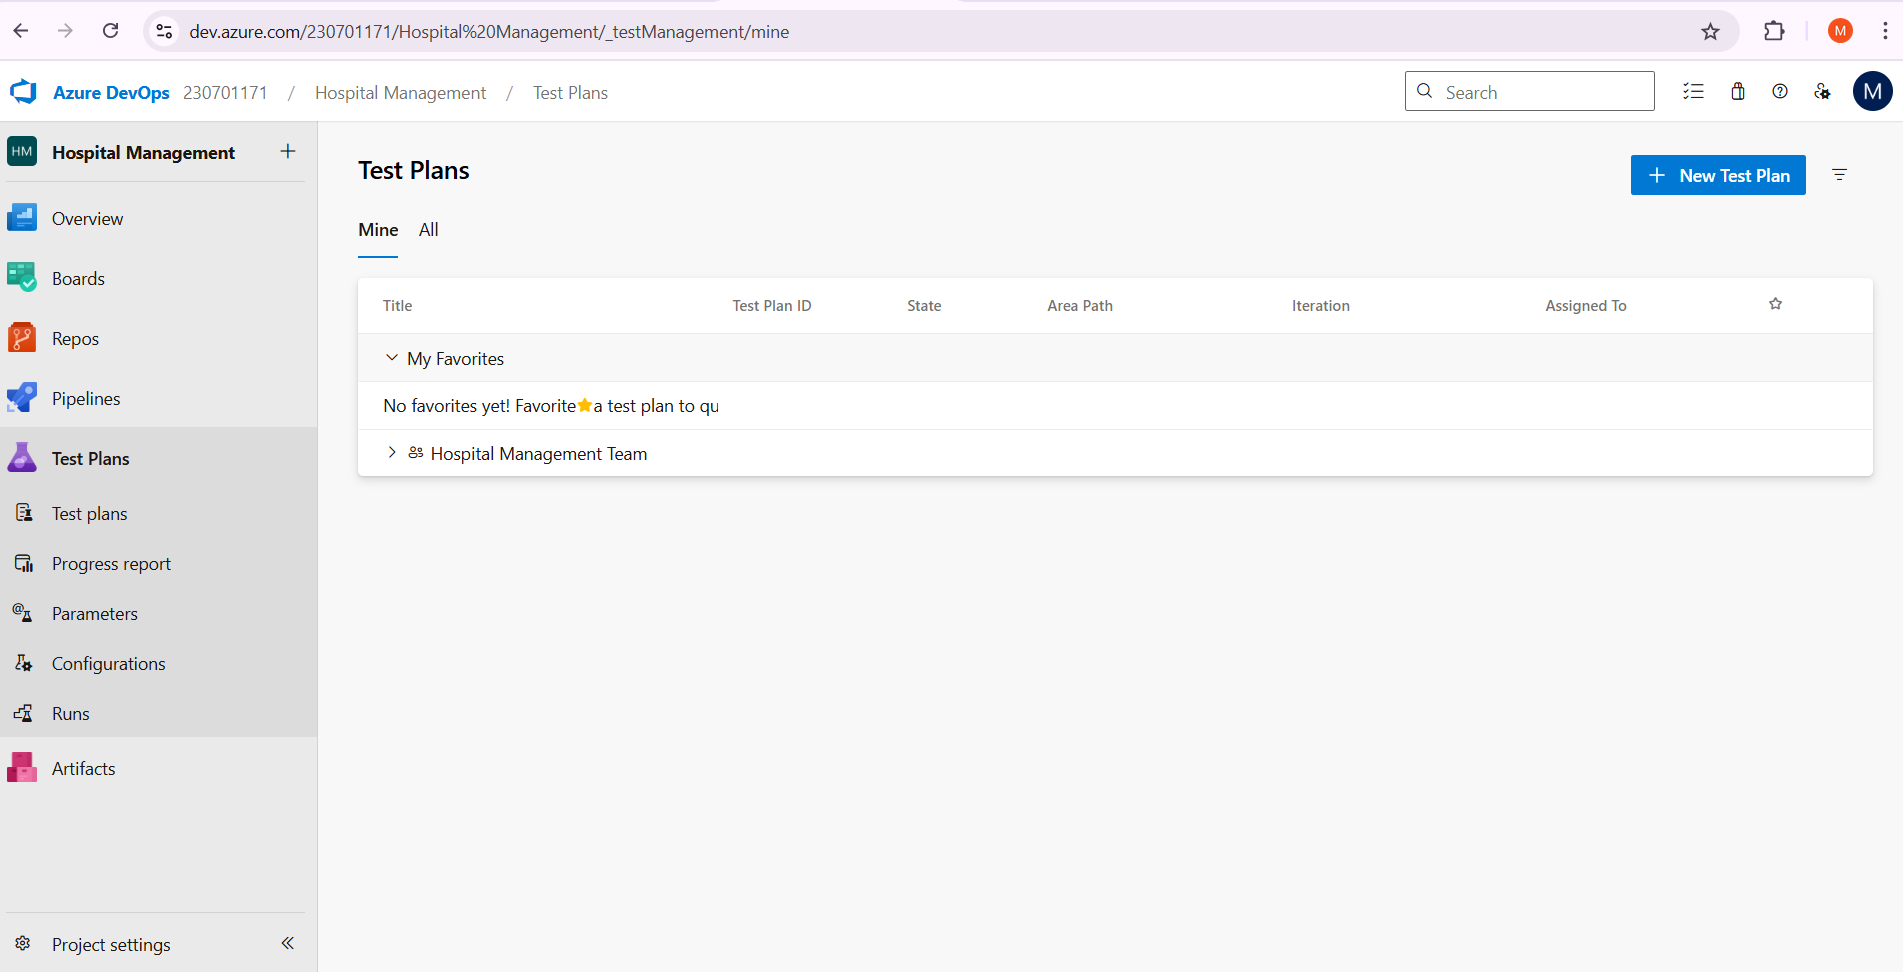 dev.azure.com/230701171/Hospital%20Management/_testManagement/mine
M
Azure DevOps 230701171 / Hospital Management / Test Plans
Search
M
HM Hospital Management
Overview
Boards
Repos
Pipelines
Test Plans
Test plans
Progress report
Parameters
Configurations
Runs
Artifacts
Project settings
Test Plans
New Test Plan
Mine All
Title Test Plan ID State Area Path Iteration Assigned To
My Favorites
No favorites yet! Favorite⭐a test plan to qu
Hospital Management Team